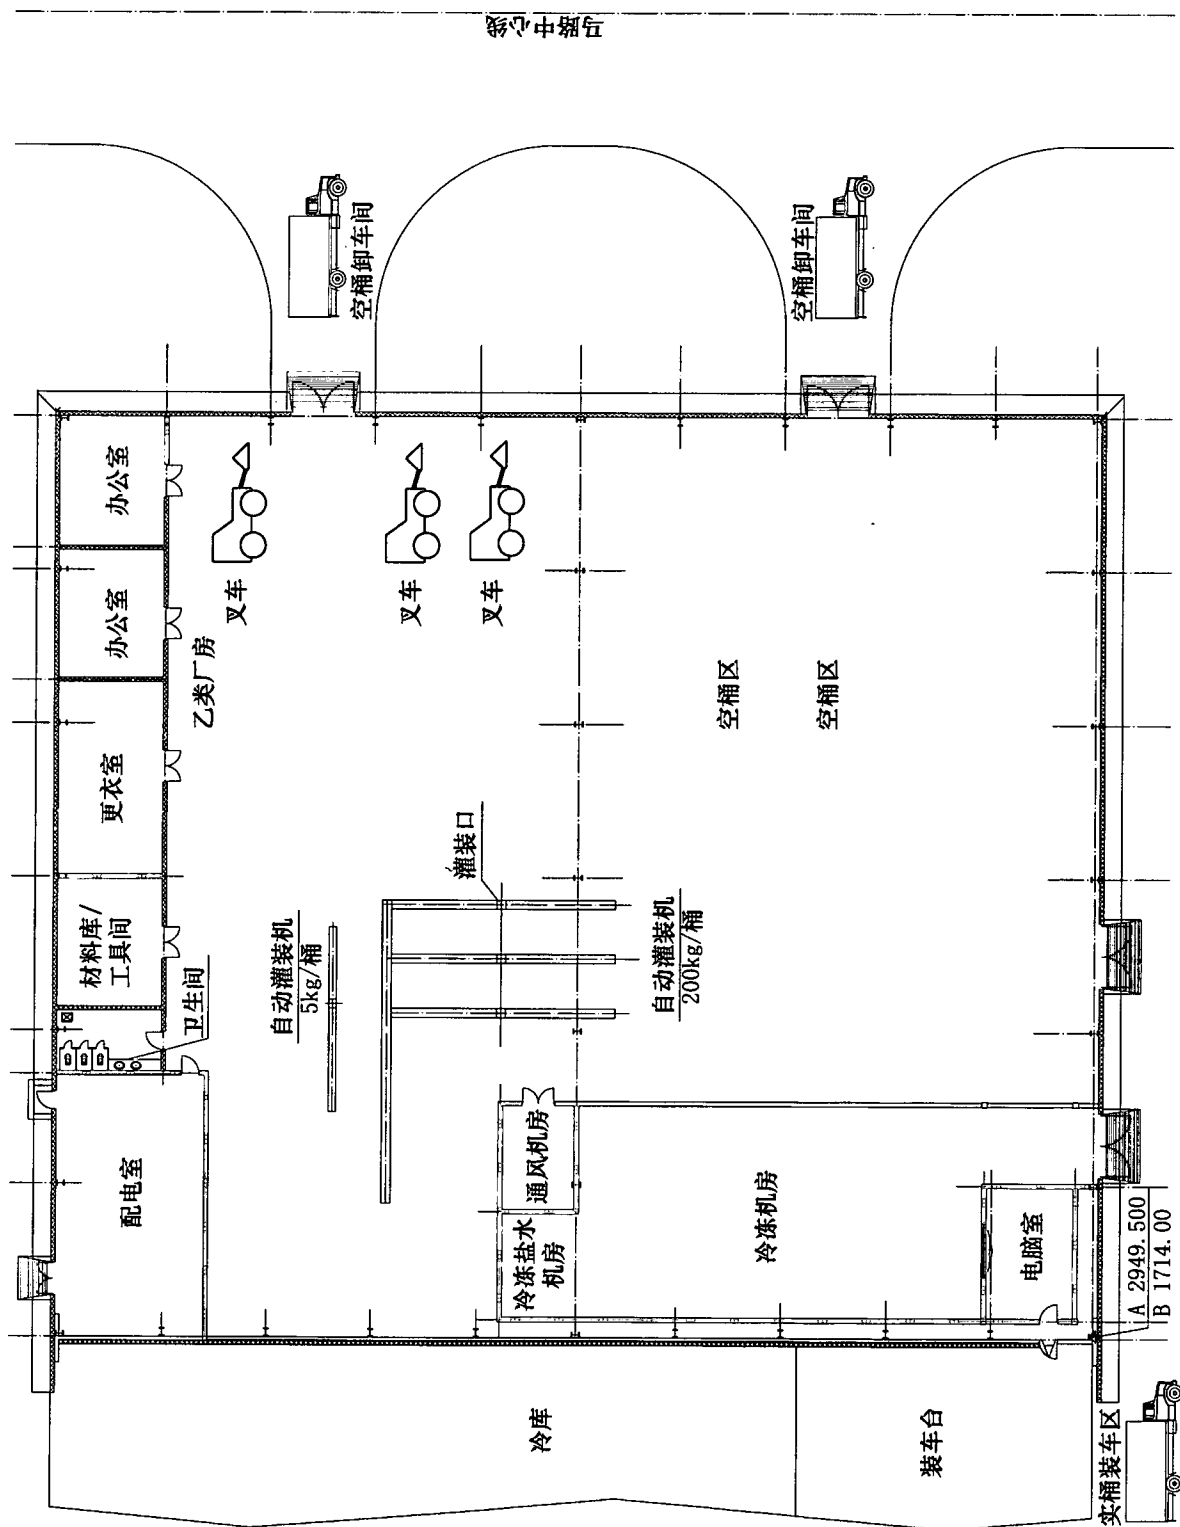 马路中心线
空桶卸车间
空桶卸车间
办公室
办公室
更衣室
材料库/
工具间
卫生间
配电室
乙类厂房
叉车
叉车
叉车
自动灌装机
5kg/桶
灌装口
自动灌装机
200kg/桶
空桶区
空桶区
通风机房
冷冻盐水
机房
冷冻机房
电脑室
A 2949.500
B 1714.00
冷库
装车台
实桶装车区